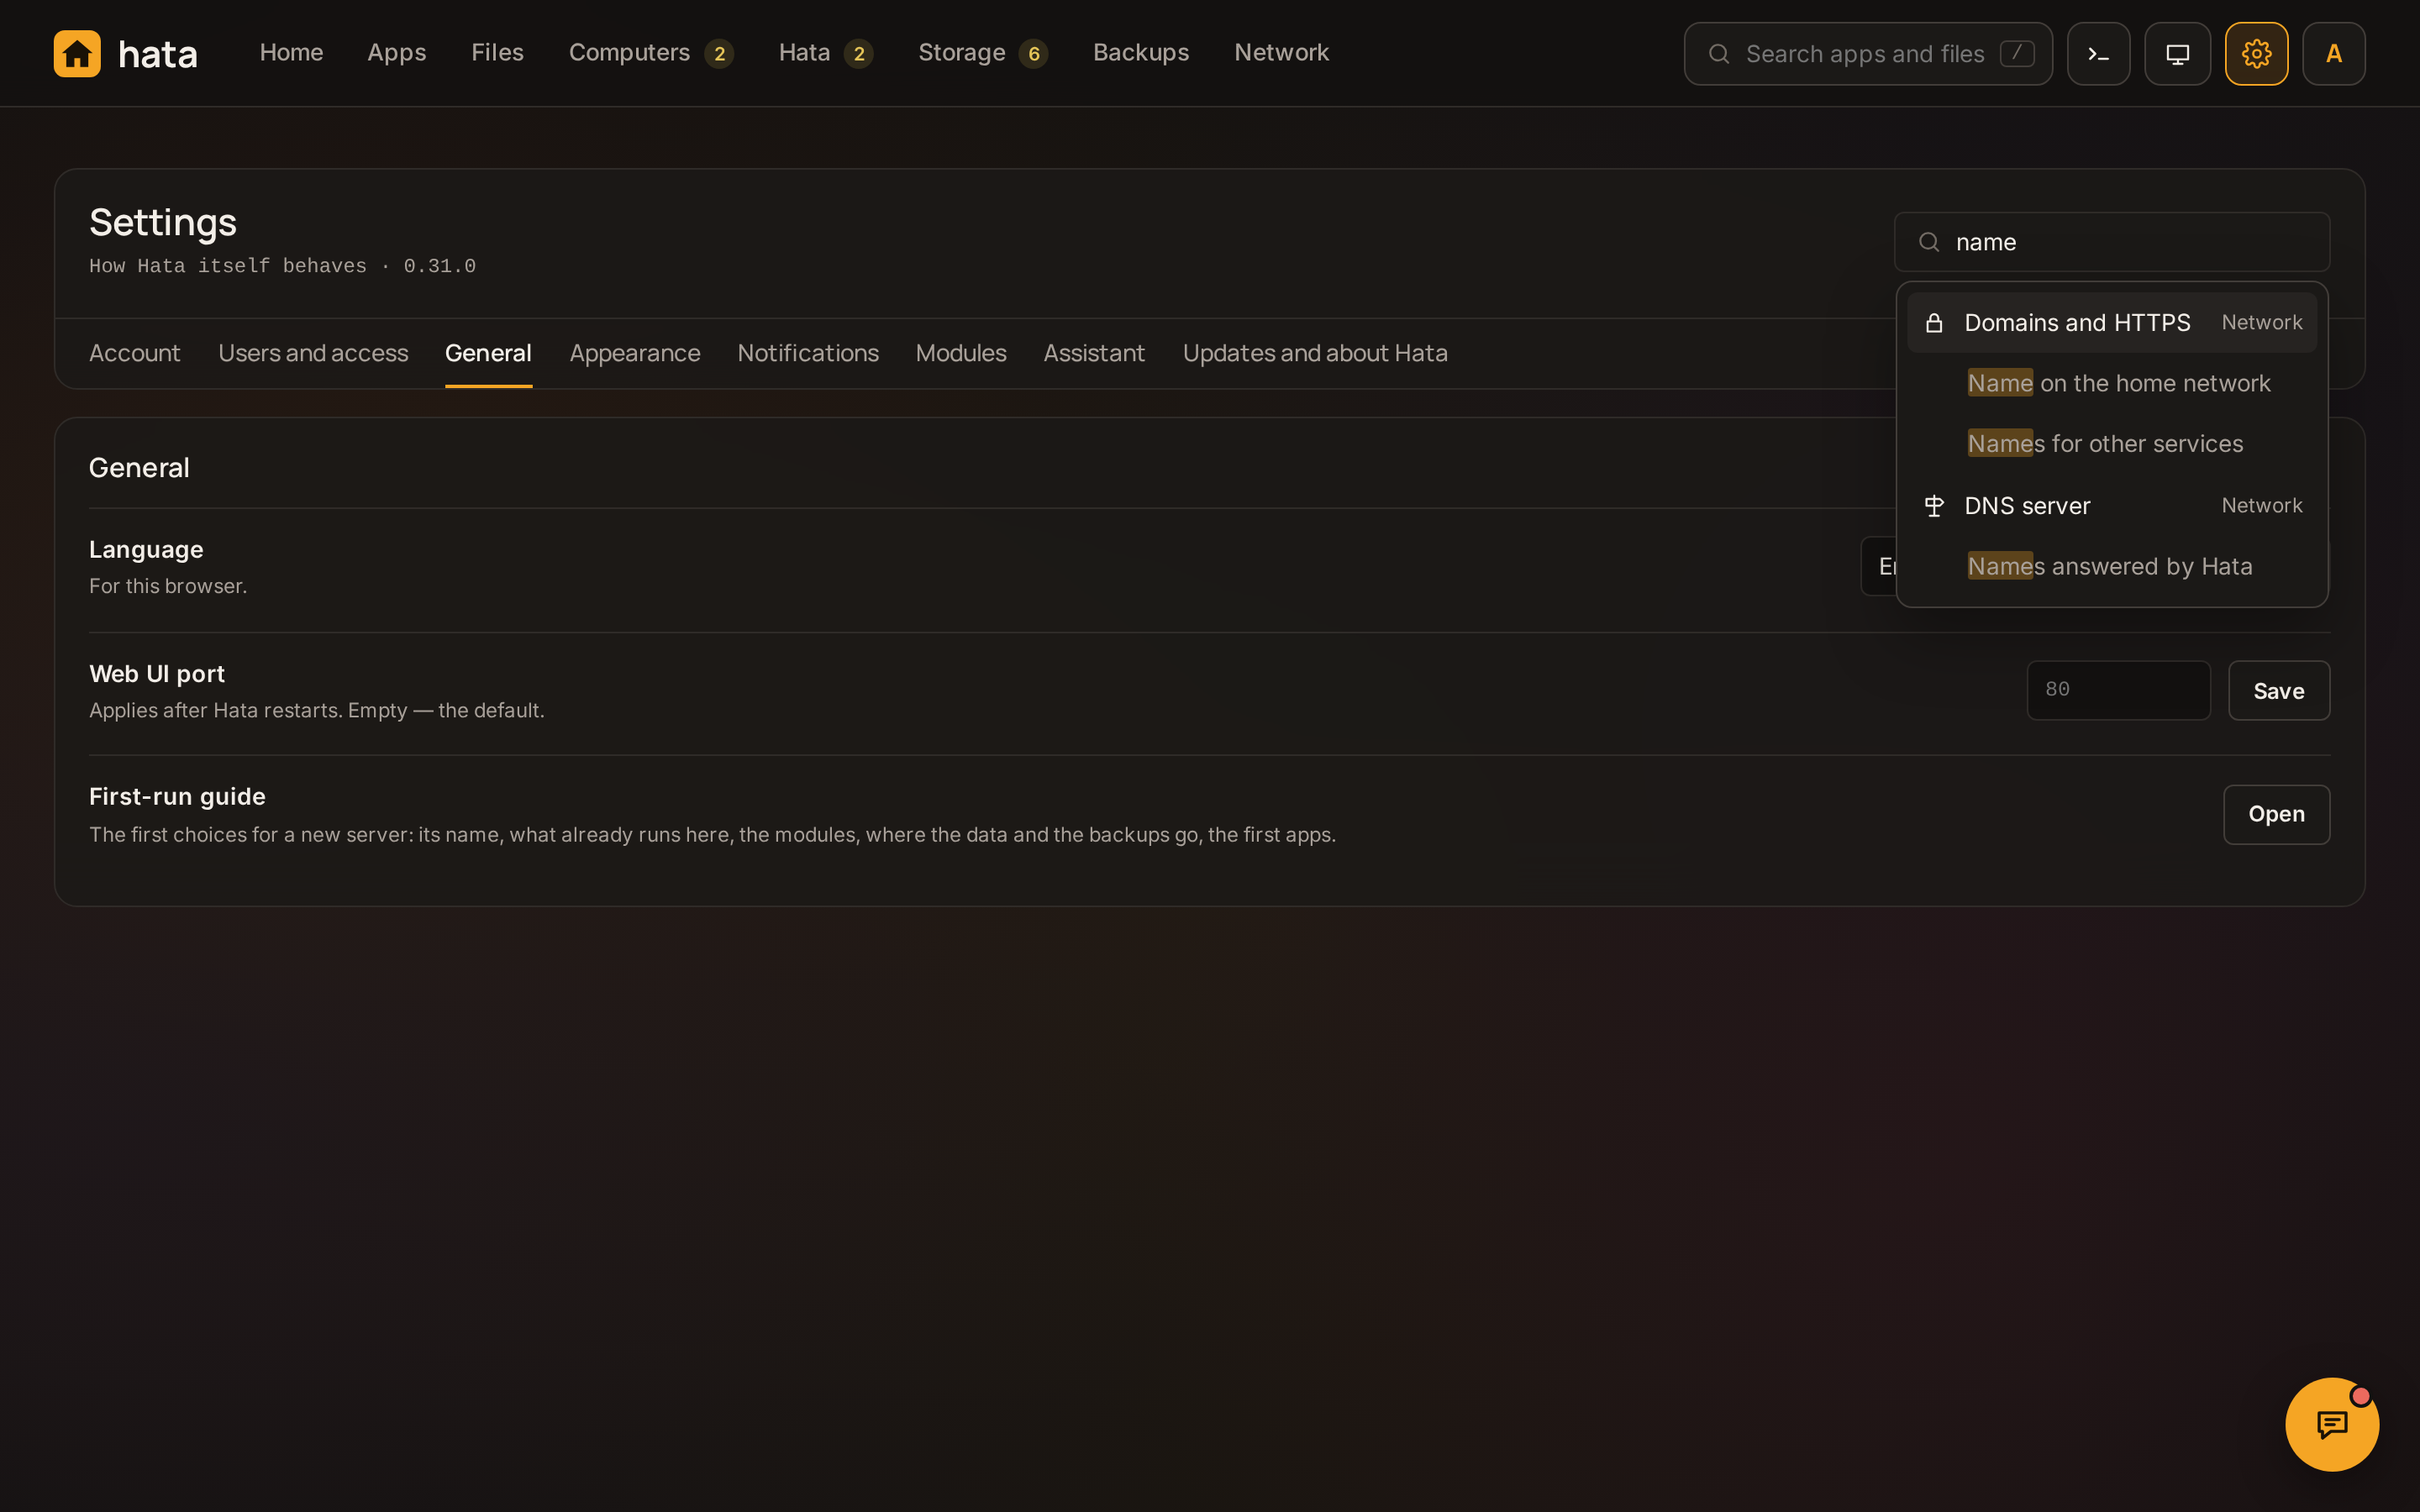 hata Home Apps Files Computers 2 Hata 2 Storage 6 Backups Network Search apps and files / A
Settings
How Hata itself behaves · 0.31.0
name
Account Users and access General Appearance Notifications Modules Assistant Updates and about Hata
Domains and HTTPS Network
Name on the home network
Names for other services
DNS server Network
Names answered by Hata
General
Language
For this browser.
Web UI port
Applies after Hata restarts. Empty — the default.
80 Save
First-run guide
The first choices for a new server: its name, what already runs here, the modules, where the data and the backups go, the first apps.
Open